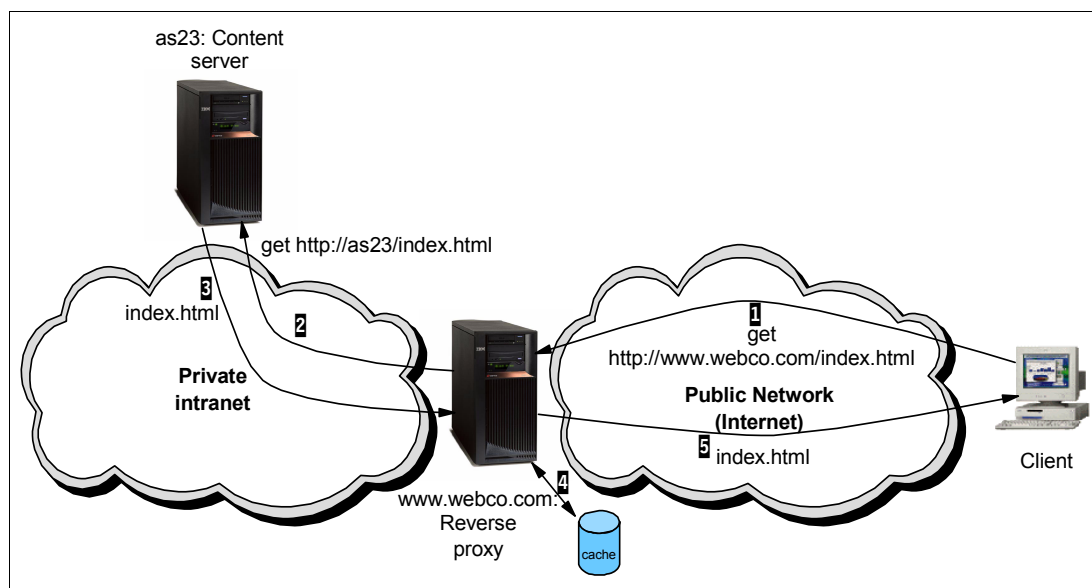 as23: Content
server
get http://as23/index.html
3
index.html
2
Private
intranet
1
get
http://www.webco.com/index.html
Public Network
(Internet)
5
index.html
Client
4
www.webco.com:
Reverse
proxy
cache